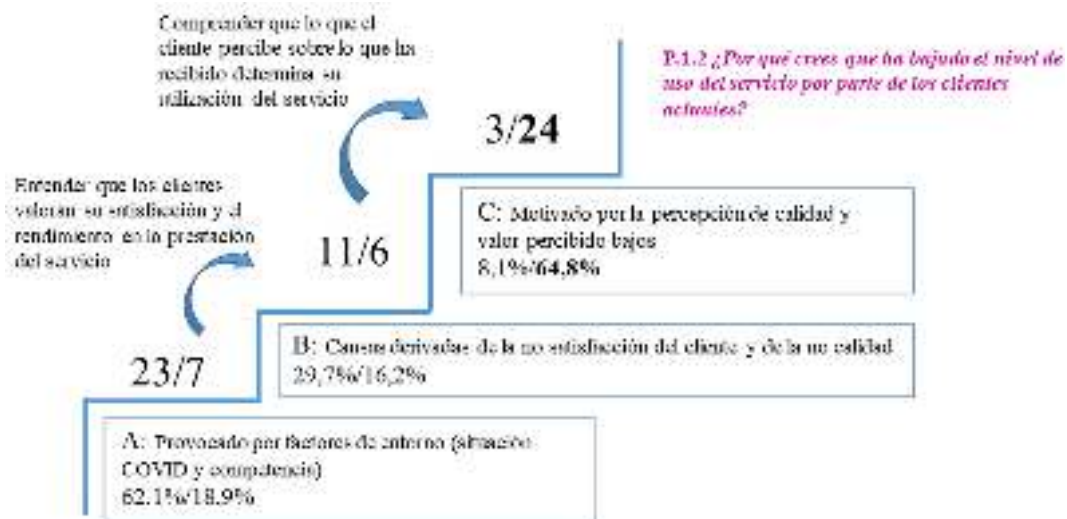 Comprender que lo que el
cliente percibe sobre lo que ha
recibido determina su
utilización del servicio
P.1.2 ¿Por qué crees que ha bajado el nivel de
uso del servicio por parte de los clientes
actuales?
3/24
Entender que los clientes
valoran su satisfacción y el
rendimiento en la prestación
del servicio
11/6
C: Motivado por la percepción de calidad y
valor percibido bajos
8,1%/64,8%
23/7
B: Causas derivadas de la no satisfacción del cliente y de la no calidad
29,7%/16,2%
A: Provocado por factores de entorno (situación
COVID y competencia)
62.1%/18.9%